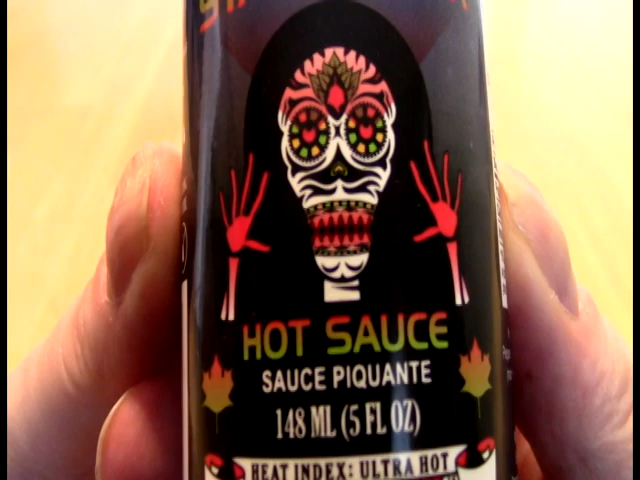 HOT SAUCE
SAUCE PIQUANTE
148 ML (5 FL OZ)
HEAT INDEX: ULTRA HOT